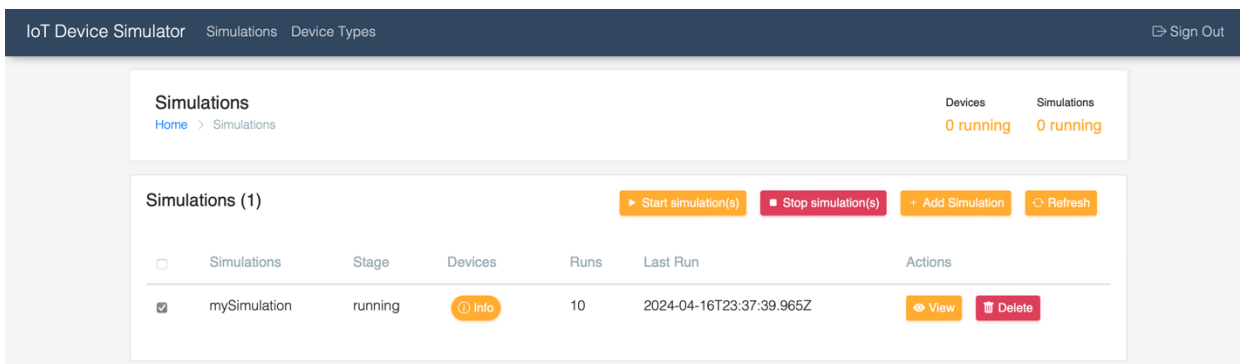 IoT Device Simulator Simulations Device Types Sign Out
Simulations Devices Simulations
Home > Simulations 0 running 0 running
Simulations (1) Start simulation(s) Stop simulation(s) + Add Simulation Refresh
Simulations Stage Devices Runs Last Run Actions
mySimulation running Info 10 2024-04-16T23:37:39.965Z View Delete